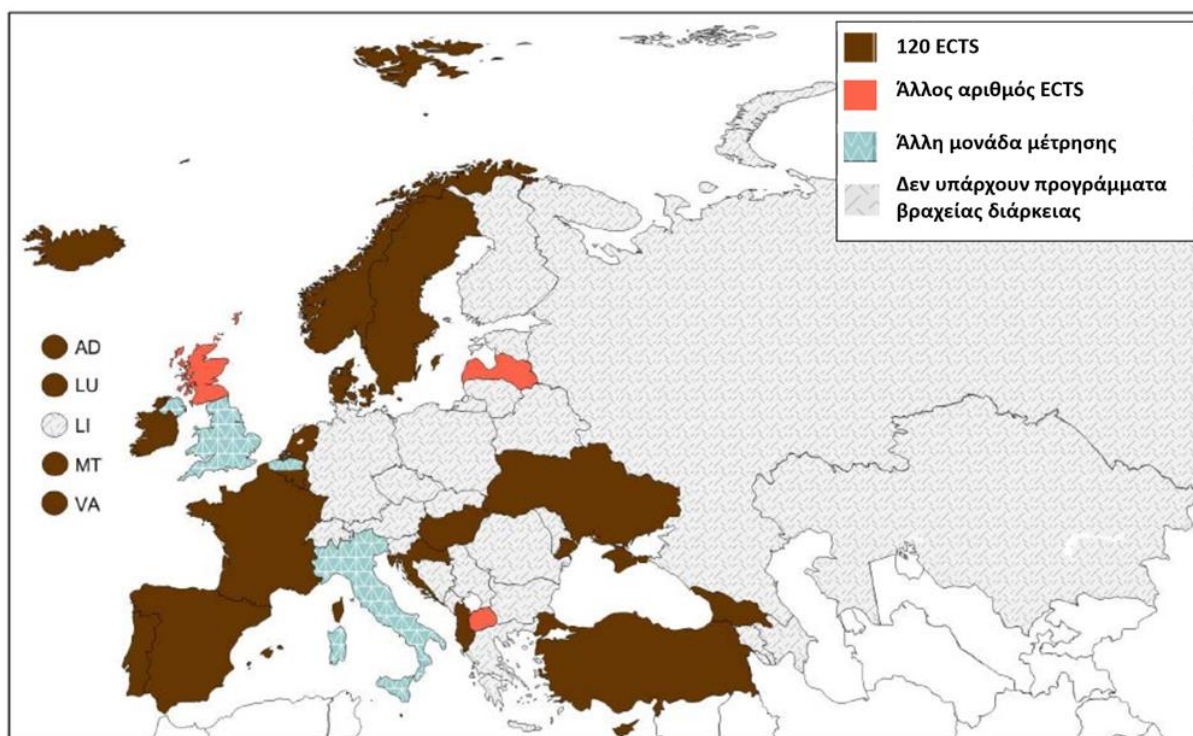 120 ECTS
Άλλος αριθμός ECTS
Άλλη μονάδα μέτρησης
Δεν υπάρχουν προγράμματα
βραχείας διάρκειας
AD
LU
LI
MT
VA